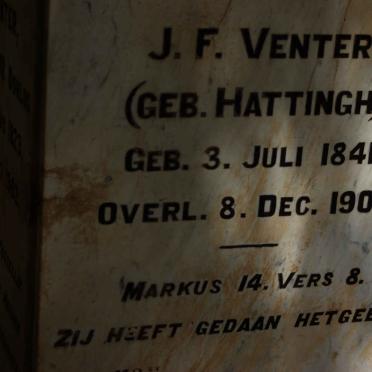 J. F. VENTER
(GEB. HATTINGH
GEB. 3. JULI 184
OVERL. 8. DEC. 190
MARKUS 14. VERS 8.
ZIJ HEEFT GEDAAN HETGEE